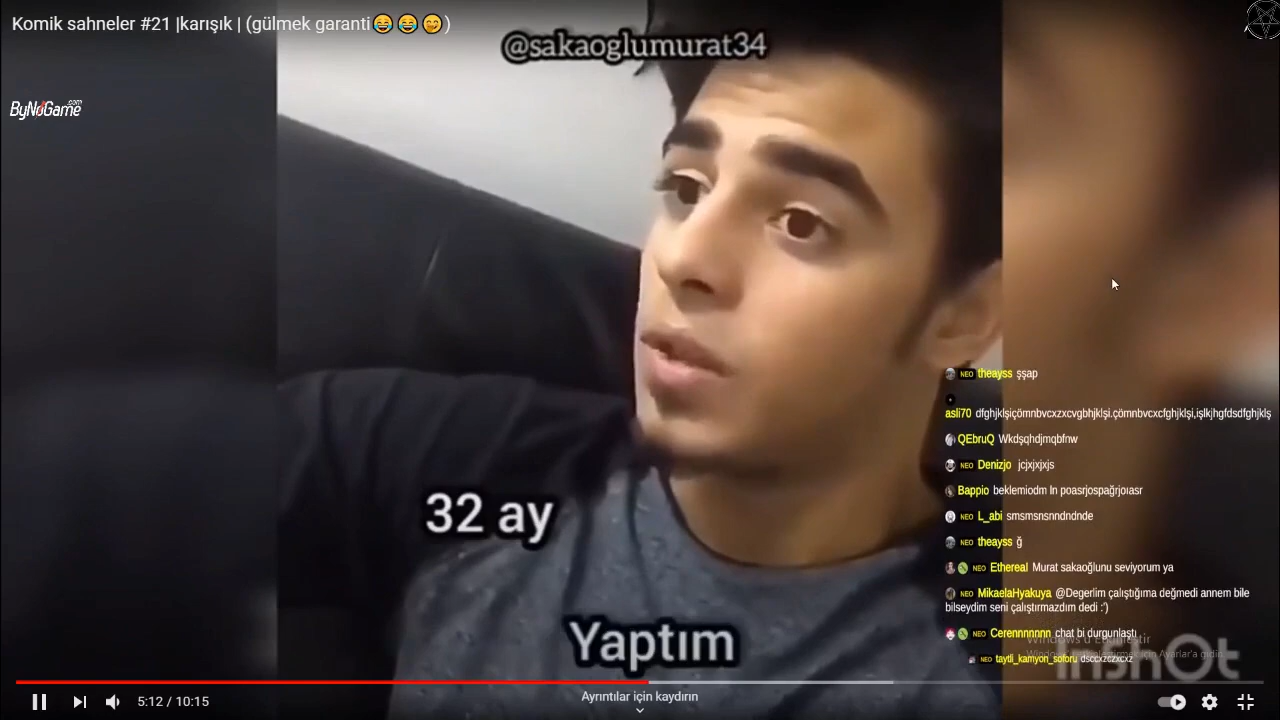 Komik sahneler #21 |karışık | (gülmek garanti😂😂🤭)
@sakaoglumurat34
ByNoGame.com
NEO theayss şşap
asli70 dfghjklşiçömnbvcxzxcvgbhjklşi.çömnbvcxcfghjklşi,işlkjhgfdsdfghjklş
QEbruQ Wkdşqhdjmqbfnw
NEO Denizjo jcjxjxjxjs
Bappio beklemiodm ln poasrjospağrjoıasr
32 ay
NEO L_abi smsmsnsnndndnde
NEO theayss ğ
NEO Ethereal Murat sakaoğlunu seviyorum ya
NEO MikaelaHyakuya @Degerlim çalıştığıma değmedi annem bile
bilseydim seni çalıştırmazdım dedi :')
Yaptım
NEO Cerennnnnnn chat bi durgunlaştı
NEO taytli_kamyon_soforu dsccxzczxcxz
InShOt
5:12 / 10:15
Ayrıntılar için kaydırın